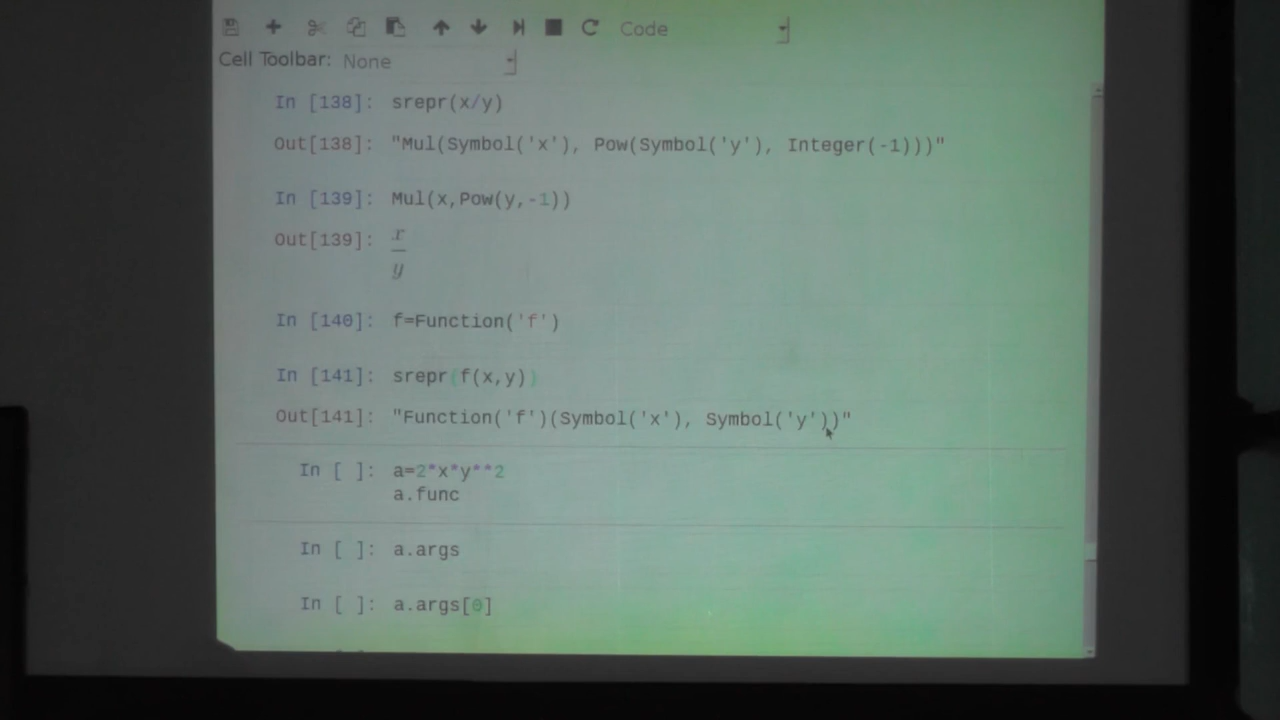 Code
Cell Toolbar: None
In [138]: srepr(x/y)
Out[138]: "Mul(Symbol('x'), Pow(Symbol('y'), Integer(-1)))"
In [139]: Mul(x,Pow(y,-1))
Out[139]: x
y
In [140]: f=Function('f')
In [141]: srepr(f(x,y))
Out[141]: "Function('f')(Symbol('x'), Symbol('y'))"
In [ ]: a=2*x*y**2
a.func
In [ ]: a.args
In [ ]: a.args[0]